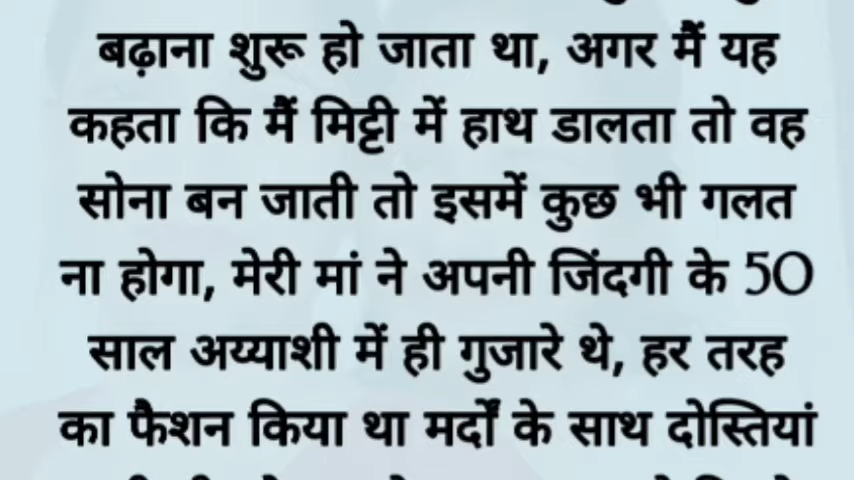 बढ़ाना शुरू हो जाता था, अगर मैं यह
कहता कि मैं मिट्टी में हाथ डालता तो वह
सोना बन जाती तो इसमें कुछ भी गलत
ना होगा, मेरी मां ने अपनी जिंदगी के 50
साल अय्याशी में ही गुजारे थे, हर तरह
का फैशन किया था मर्दों के साथ दोस्तियां